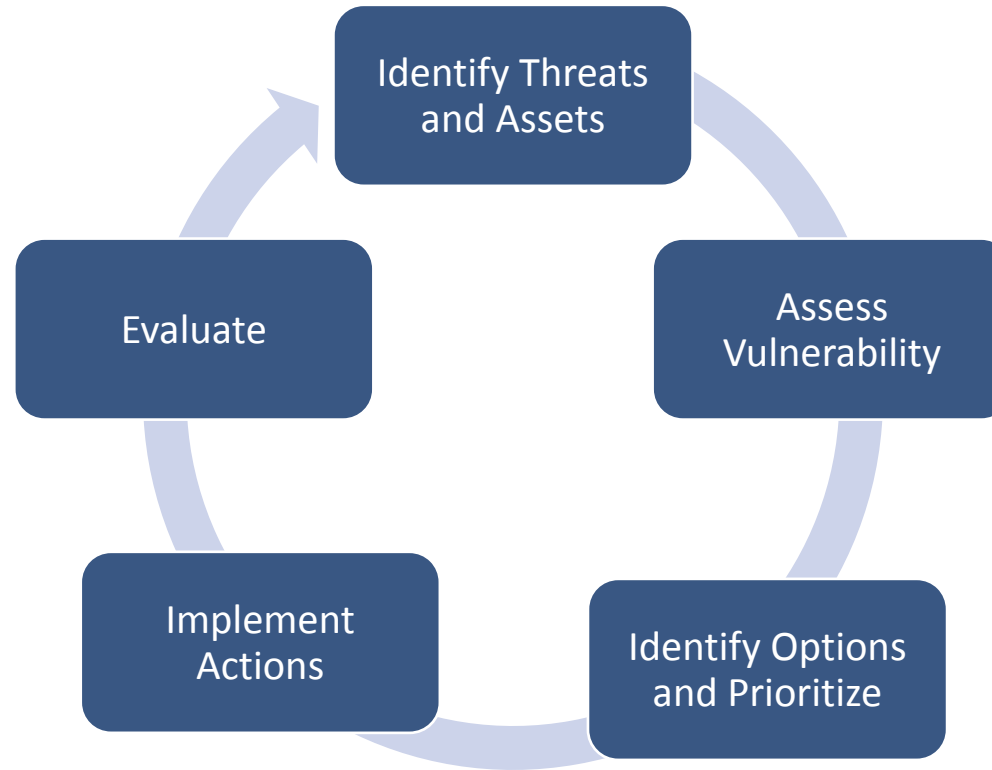 Identify Threats
and Assets
Assess
Vulnerability
Identify Options
and Prioritize
Implement
Actions
Evaluate